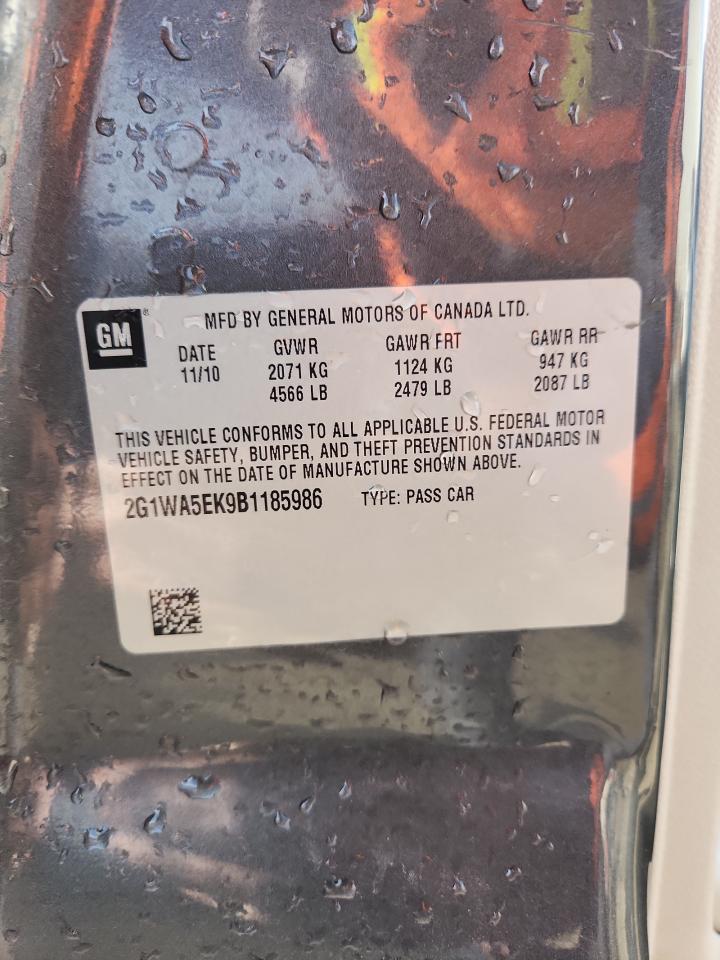 GM ®
MFD BY GENERAL MOTORS OF CANADA LTD.
DATE GVWR GAWR FRT GAWR RR
11/10 2071 KG 1124 KG 947 KG
4566 LB 2479 LB 2087 LB
THIS VEHICLE CONFORMS TO ALL APPLICABLE U.S. FEDERAL MOTOR
VEHICLE SAFETY, BUMPER, AND THEFT PREVENTION STANDARDS IN
EFFECT ON THE DATE OF MANUFACTURE SHOWN ABOVE.
2G1WA5EK9B1185986 TYPE: PASS CAR